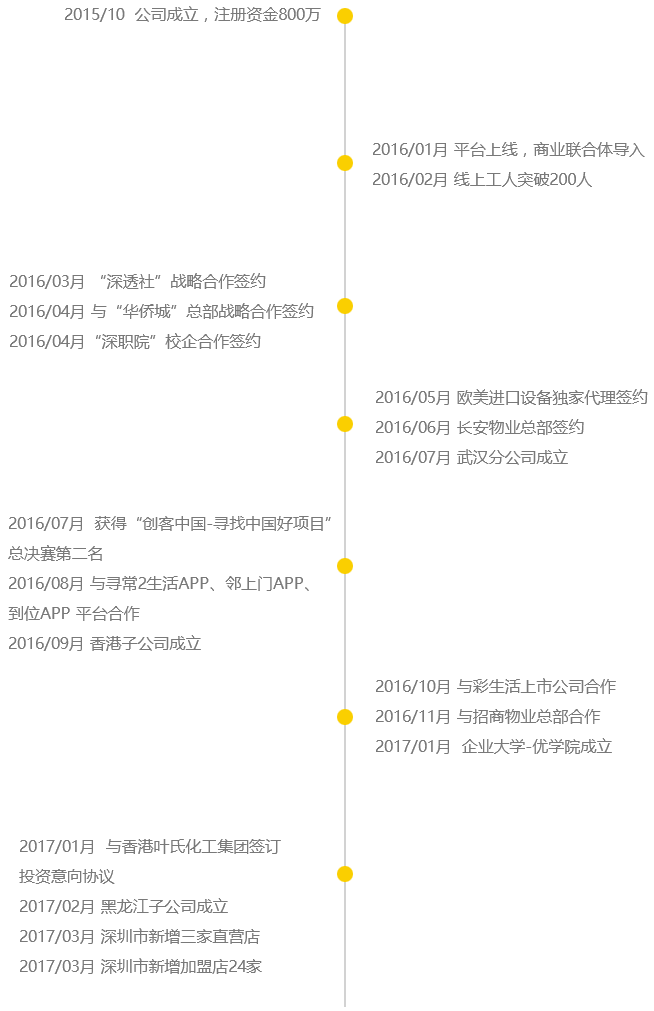 2015/10  公司成立，注册资金800万
2016/01月 平台上线，商业联合体导入
2016/02月 线上工人突破200人
2016/03月 “深透社”战略合作签约
2016/04月 与“华侨城”总部战略合作签约
2016/04月“深职院”校企合作签约
2016/05月 欧美进口设备独家代理签约
2016/06月 长安物业总部签约
2016/07月 武汉分公司成立
2016/07月  获得“创客中国-寻找中国好项目”
总决赛第二名
2016/08月 与寻常2生活APP、邻上门APP、
到位APP 平台合作
2016/09月 香港子公司成立
2016/10月 与彩生活上市公司合作
2016/11月 与招商物业总部合作
2017/01月  企业大学-优学院成立
2017/01月  与香港叶氏化工集团签订
投资意向协议
2017/02月 黑龙江子公司成立
2017/03月 深圳市新增三家直营店
2017/03月 深圳市新增加盟店24家